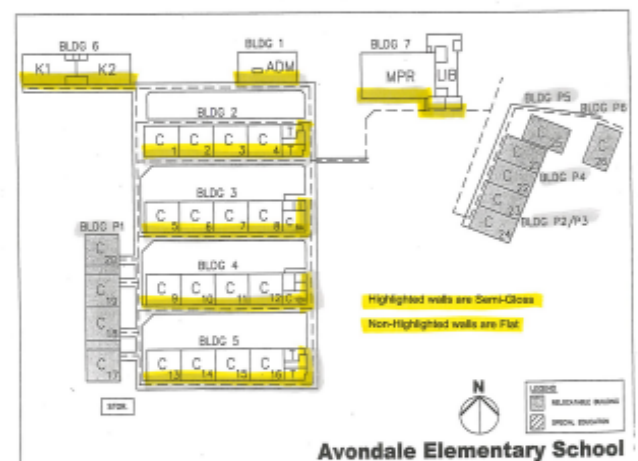 BLDG 6
BLDG 1
BLDG 7
K1 K2
ADM
MPR
LIB
BLDG P5
BLDG P6
BLDG 2
C 1 C 2 C 3 C 4 T T
BLDG P4
BLDG 3
C 5 C 6 C 7 C 8 C
BLDG P2/P3
C 24
C 23
BLDG P1
C 20
C 19
C 18
C 17
BLDG 4
C 9 C 10 C 11 C 12 C
Highlighted walls are Semi-Gloss
Non-Highlighted walls are Flat
BLDG 5
C 13 C 14 C 15 C 16 T
STOR.
N
LEGEND
RELOCATABLE BUILDING
SPECIAL EDUCATION
Avondale Elementary School